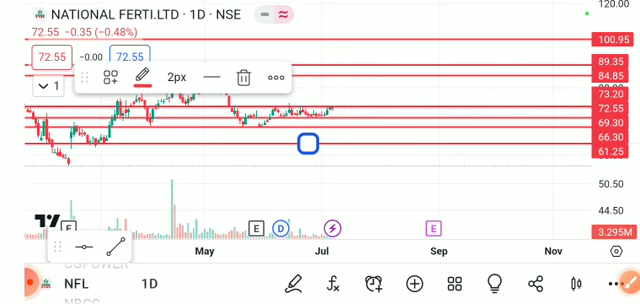 NATIONAL FERTI.LTD · 1D · NSE
72.55 −0.35 (−0.48%)
72.55 −0.00 72.55
1
2px
120.00
100.95
89.35
84.85
73.20
72.55
69.30
66.30
61.25
50.50
44.50
3.295M
E E D E
May Jul Sep Nov
NFL 1D